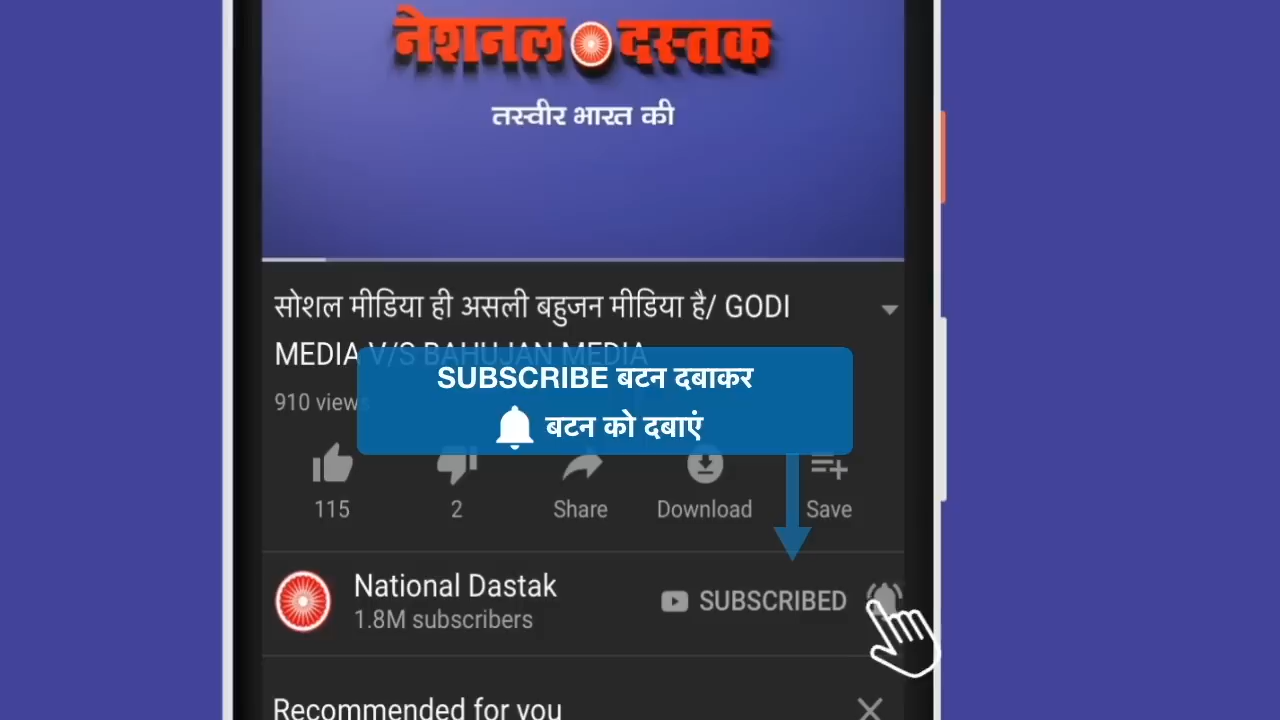 नेशनल दस्तक
तस्वीर भारत की
सोशल मीडिया ही असली बहुजन मीडिया है/ GODI
MEDIA V/S BAHUJAN MEDIA
910 views
SUBSCRIBE बटन दबाकर
बटन को दबाएं
115
2
Share
Download
Save
National Dastak
1.8M subscribers
SUBSCRIBED
Recommended for you